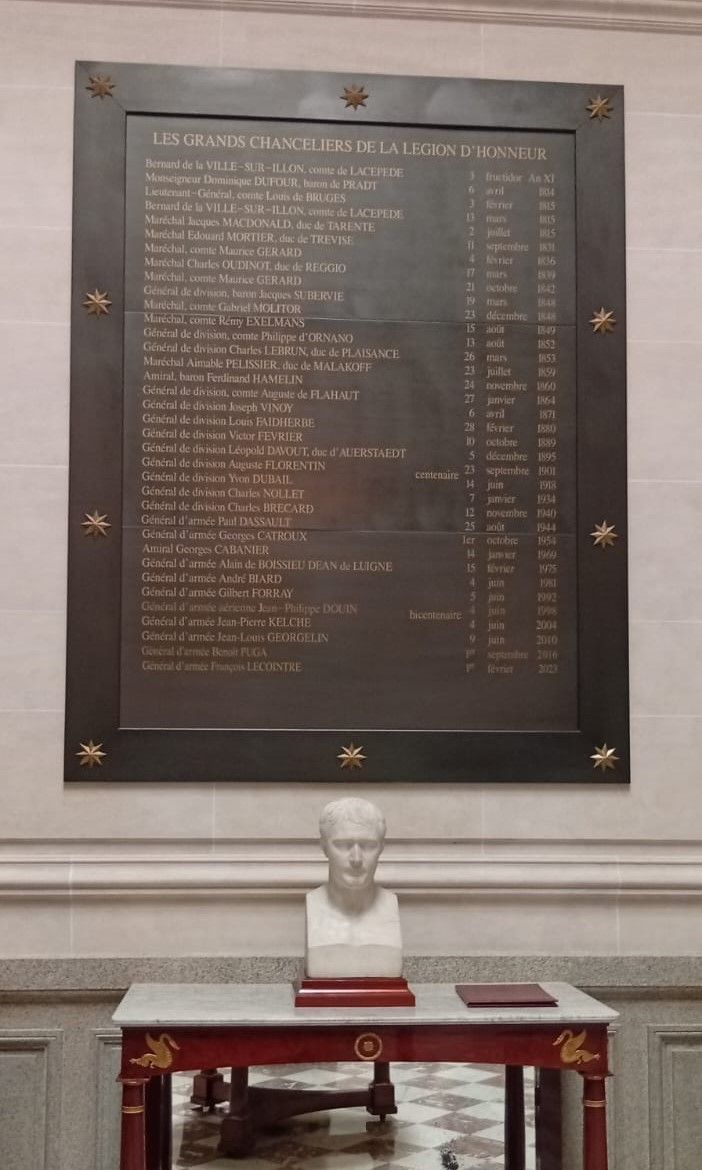 LES GRANDS CHANCELIERS DE LA LEGION D'HONNEUR
Bernard de la VILLE-SUR-ILLON, comte de LACEPEDE 3 fructidor An XI
Monseigneur Dominique DUFOUR, baron de PRADT 6 avril 1814
Lieutenant-Général, comte Louis de BRUGES 3 février 1815
Bernard de la VILLE-SUR-ILLON, comte de LACEPEDE 13 mars 1815
Maréchal Jacques MACDONALD, duc de TARENTE 2 juillet 1815
Maréchal Edouard MORTIER, duc de TREVISE 11 septembre 1831
Maréchal, comte Maurice GERARD 4 février 1836
Maréchal Charles OUDINOT, duc de REGGIO 17 mars 1839
Maréchal, comte Maurice GERARD 21 octobre 1842
Général de division, baron Jacques SUBERVIE 19 mars 1848
Maréchal, comte Gabriel MOLITOR 23 décembre 1848
Maréchal, comte Rémy EXELMANS 15 août 1849
Général de division, comte Philippe d'ORNANO 13 août 1852
Général de division Charles LEBRUN, duc de PLAISANCE 26 mars 1853
Maréchal Aimable PELISSIER, duc de MALAKOFF 23 juillet 1859
Amiral, baron Ferdinand HAMELIN 24 novembre 1860
Général de division, comte Auguste de FLAHAUT 27 janvier 1864
Général de division Joseph VINOY 6 avril 1871
Général de division Louis FAIDHERBE 28 février 1880
Général de division Victor FEVRIER 10 octobre 1889
Général de division Léopold DAVOUT, duc d'AUERSTAEDT 5 décembre 1895
Général de division Auguste FLORENTIN centenaire 23 septembre 1901
Général de division Yvon DUBAIL 14 juin 1918
Général de division Charles NOLLET 7 janvier 1934
Général de division Charles BRECARD 12 novembre 1940
Général d'armée Paul DASSAULT 25 août 1944
Général d'armée Georges CATROUX 1er octobre 1954
Amiral Georges CABANIER 14 janvier 1969
Général d'armée Alain de BOISSIEU DEAN de LUIGNE 15 février 1975
Général d'armée André BIARD 4 juin 1981
Général d'armée Gilbert FORRAY 5 juin 1992
Général d'armée aérienne Jean-Philippe DOUIN bicentenaire 4 juin 1998
Général d'armée Jean-Pierre KELCHE 4 juin 2004
Général d'armée Jean-Louis GEORGELIN 9 juin 2010
Général d'armée Benoît PUGA 1er septembre 2016
Général d'armée François LECOINTRE 1er février 2023